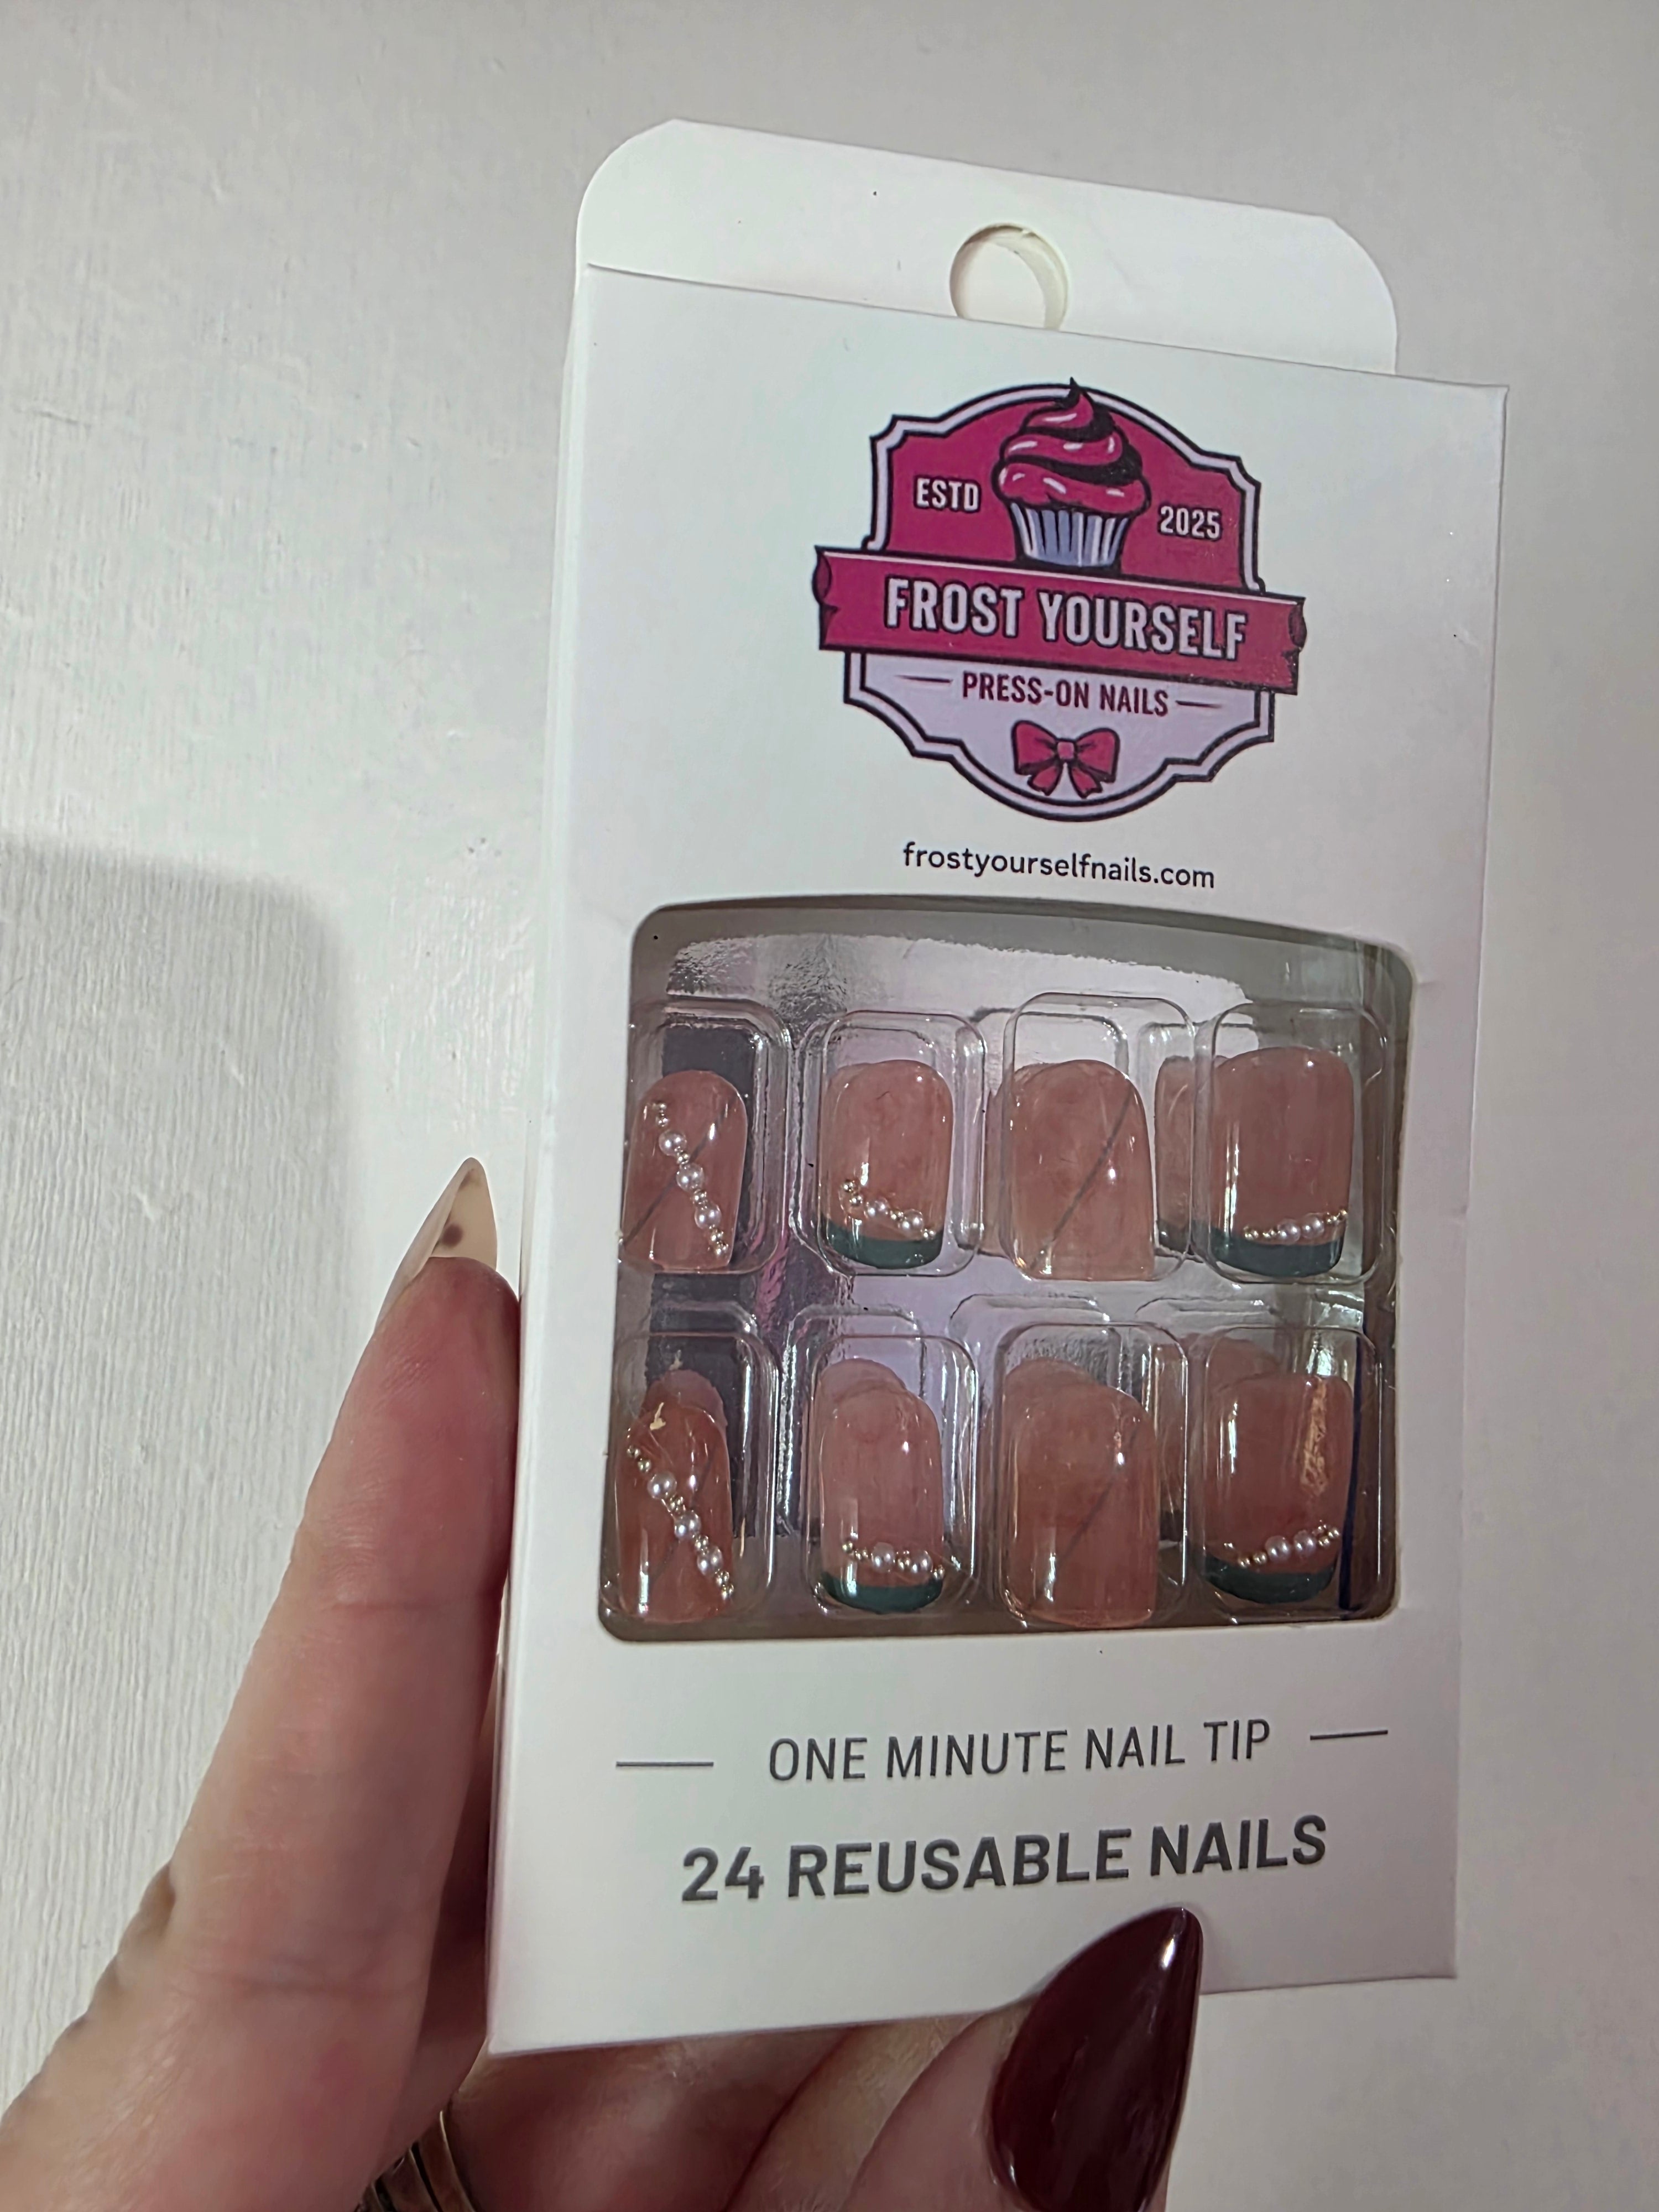 ESTD 2025
FROST YOURSELF
PRESS-ON NAILS
frostyourselfnails.com
ONE MINUTE NAIL TIP
24 REUSABLE NAILS